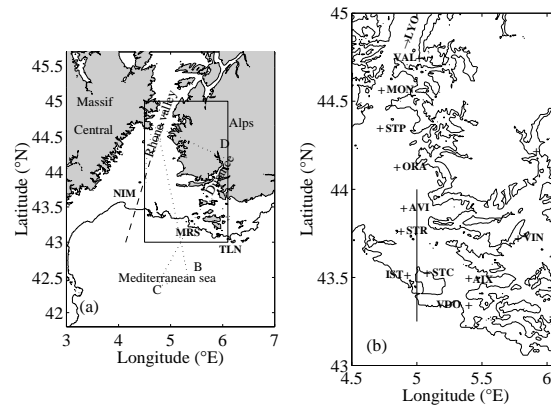 45.5
45
44.5
44
43.5
43
42.5
42
Latitude (°N)
Massif
Central
Rhone valley
Alps
D
NIM
MRS
TLN
B
Mediterranean sea
C
(a)
3
4
5
6
7
Longitude (°E)
45
44.5
44
43.5
43
Latitude (°N)
LYO
VAL
MON
STP
ORA
AVI
STR
VIN
IST
STC
AIX
VDO
(b)
4.5
5
5.5
6
Longitude (°E)